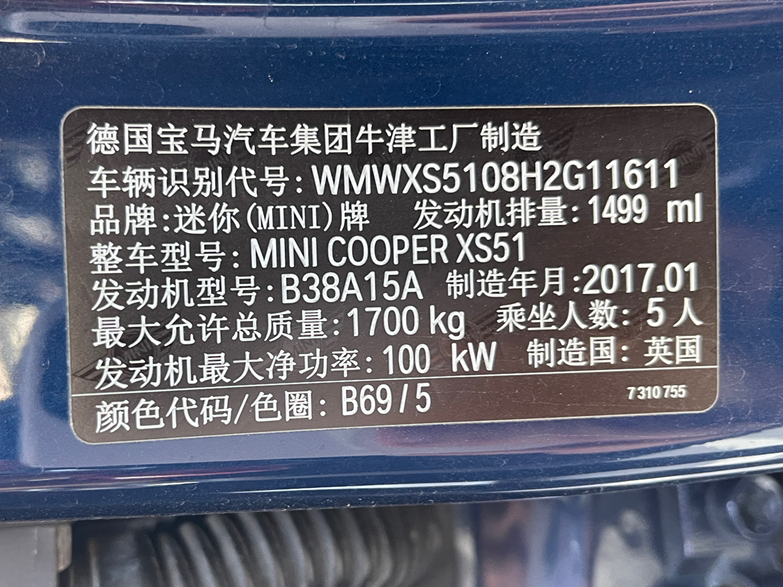 德国宝马汽车集团牛津工厂制造
车辆识别代号: WMWXS5108H2G11611
品牌: 迷你(MINI)牌 发动机排量: 1499 ml
整车型号: MINI COOPER XS51
发动机型号: B38A15A 制造年月: 2017.01
最大允许总质量: 1700 kg 乘坐人数: 5 人
发动机最大净功率: 100 kW 制造国: 英国
颜色代码/色圈: B69 / 5 7 310 755